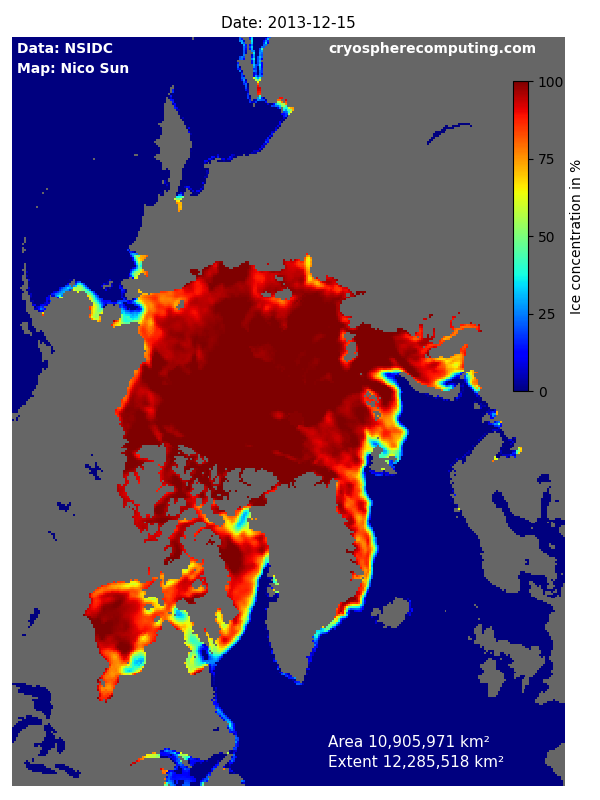 Date: 2013-12-15
Data: NSIDC
Map: Nico Sun
cryospherecomputing.com
100
75
50
25
0
Ice concentration in %
Area 10,905,971 km²
Extent 12,285,518 km²